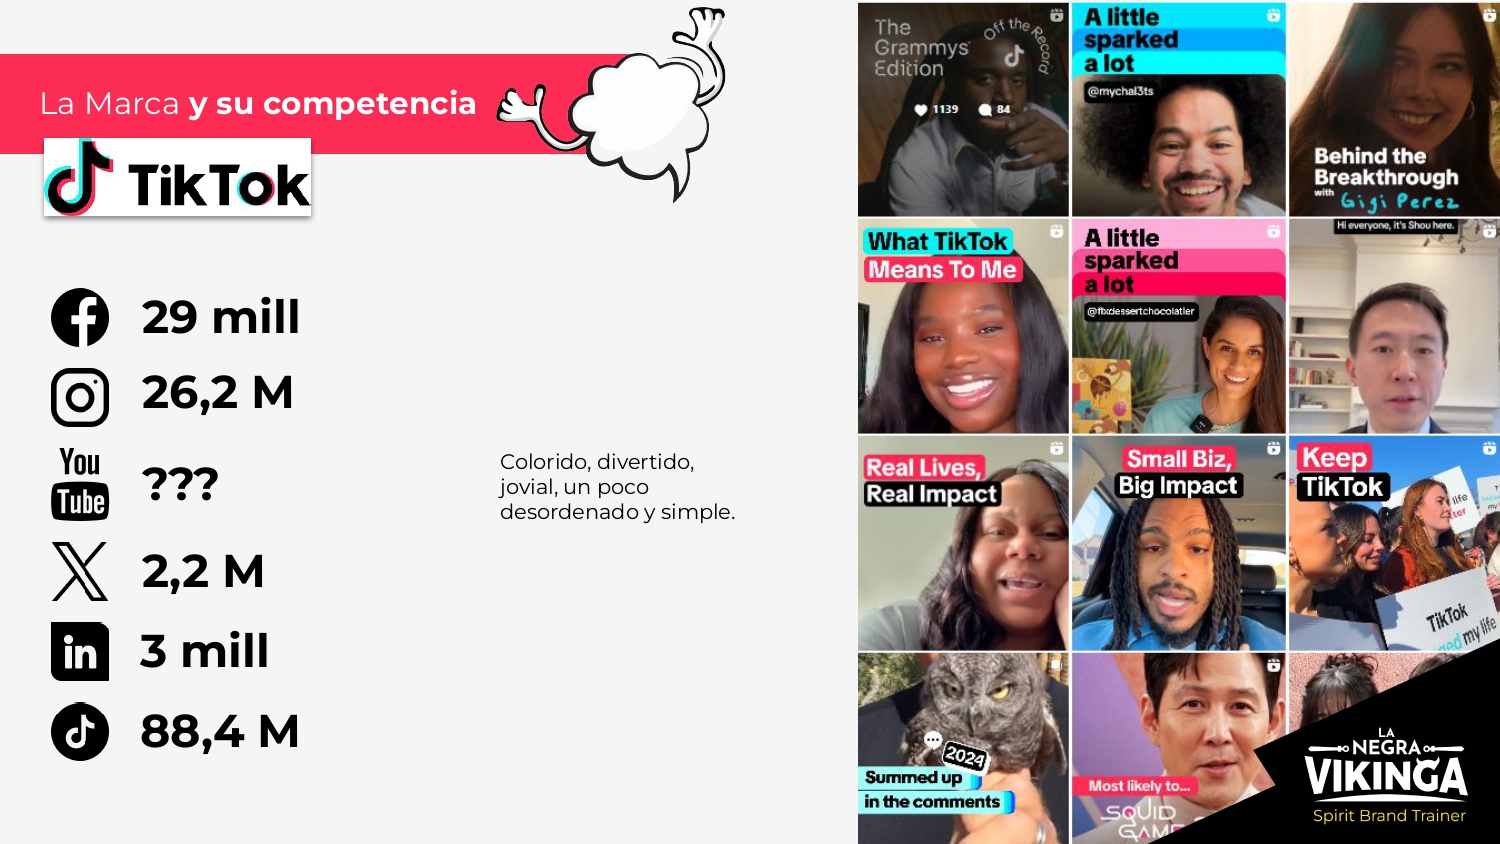 La Marca y su competencia
TikTok
29 mill
26,2 M
You
Tube
???
2,2 M
in
3 mill
88,4 M
Colorido, divertido,
jovial, un poco
desordenado y simple.
The
Grammys
Edition
Off the Record
1139
84
A little
sparked
a lot
@mychal3ts
Behind the
Breakthrough
with Gigi Perez
What TikTok
Means To Me
A little
sparked
a lot
@fixdessertchocolatier
Hi everyone, it's Shou here.
Real Lives,
Real Impact
Small Biz,
Big Impact
Keep
TikTok
TikTok
my life
2024
Summed up
in the comments
Most likely to...
SQUID
GAME
LA
NEGRA
VIKINGA
Spirit Brand Trainer